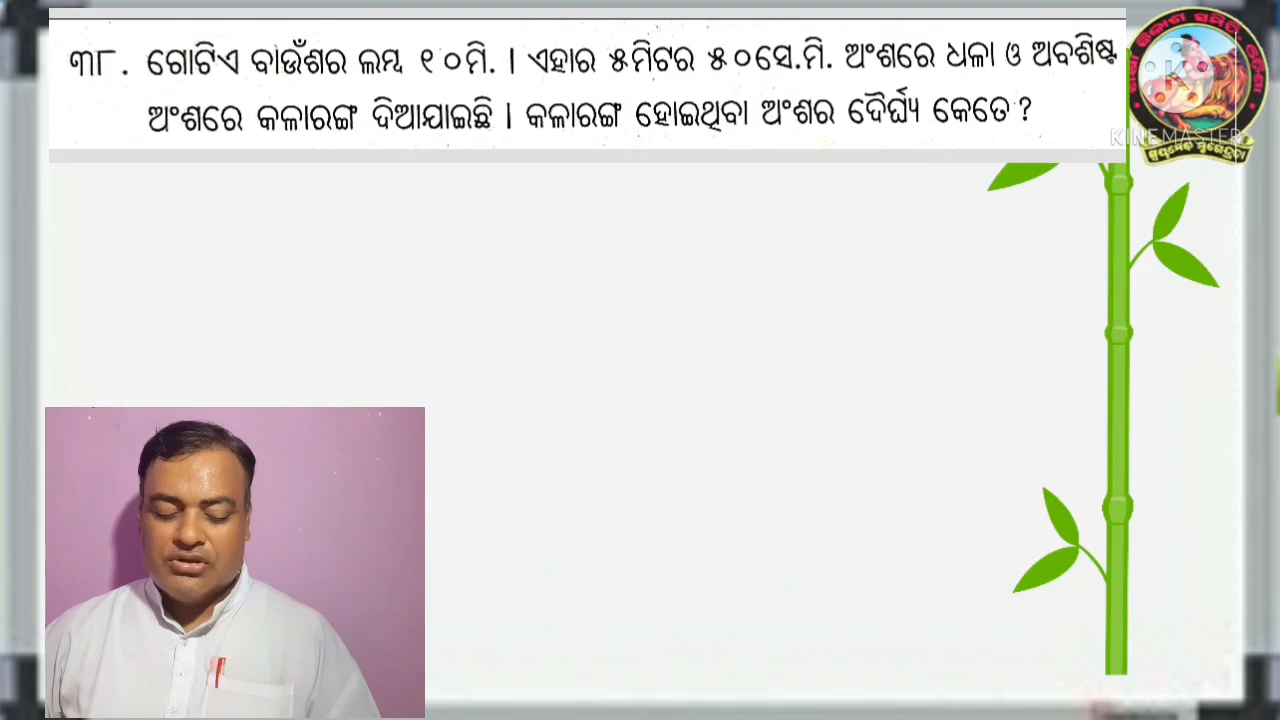 ୩୮. ଗୋଟିଏ ବାଉଁଶର ଲମ୍ବ ୧୦ମି. । ଏହାର ୫ମିଟର ୫୦ସେ.ମି. ଅଂଶରେ ଧଳା ଓ ଅବଶିଷ୍ଟ
ଅଂଶରେ କଳାରଙ୍ଗ ଦିଆଯାଇଛି । କଳାରଙ୍ଗ ହୋଇଥିବା ଅଂଶର ଦୈର୍ଘ୍ୟ କେତେ ?
KINEMASTER